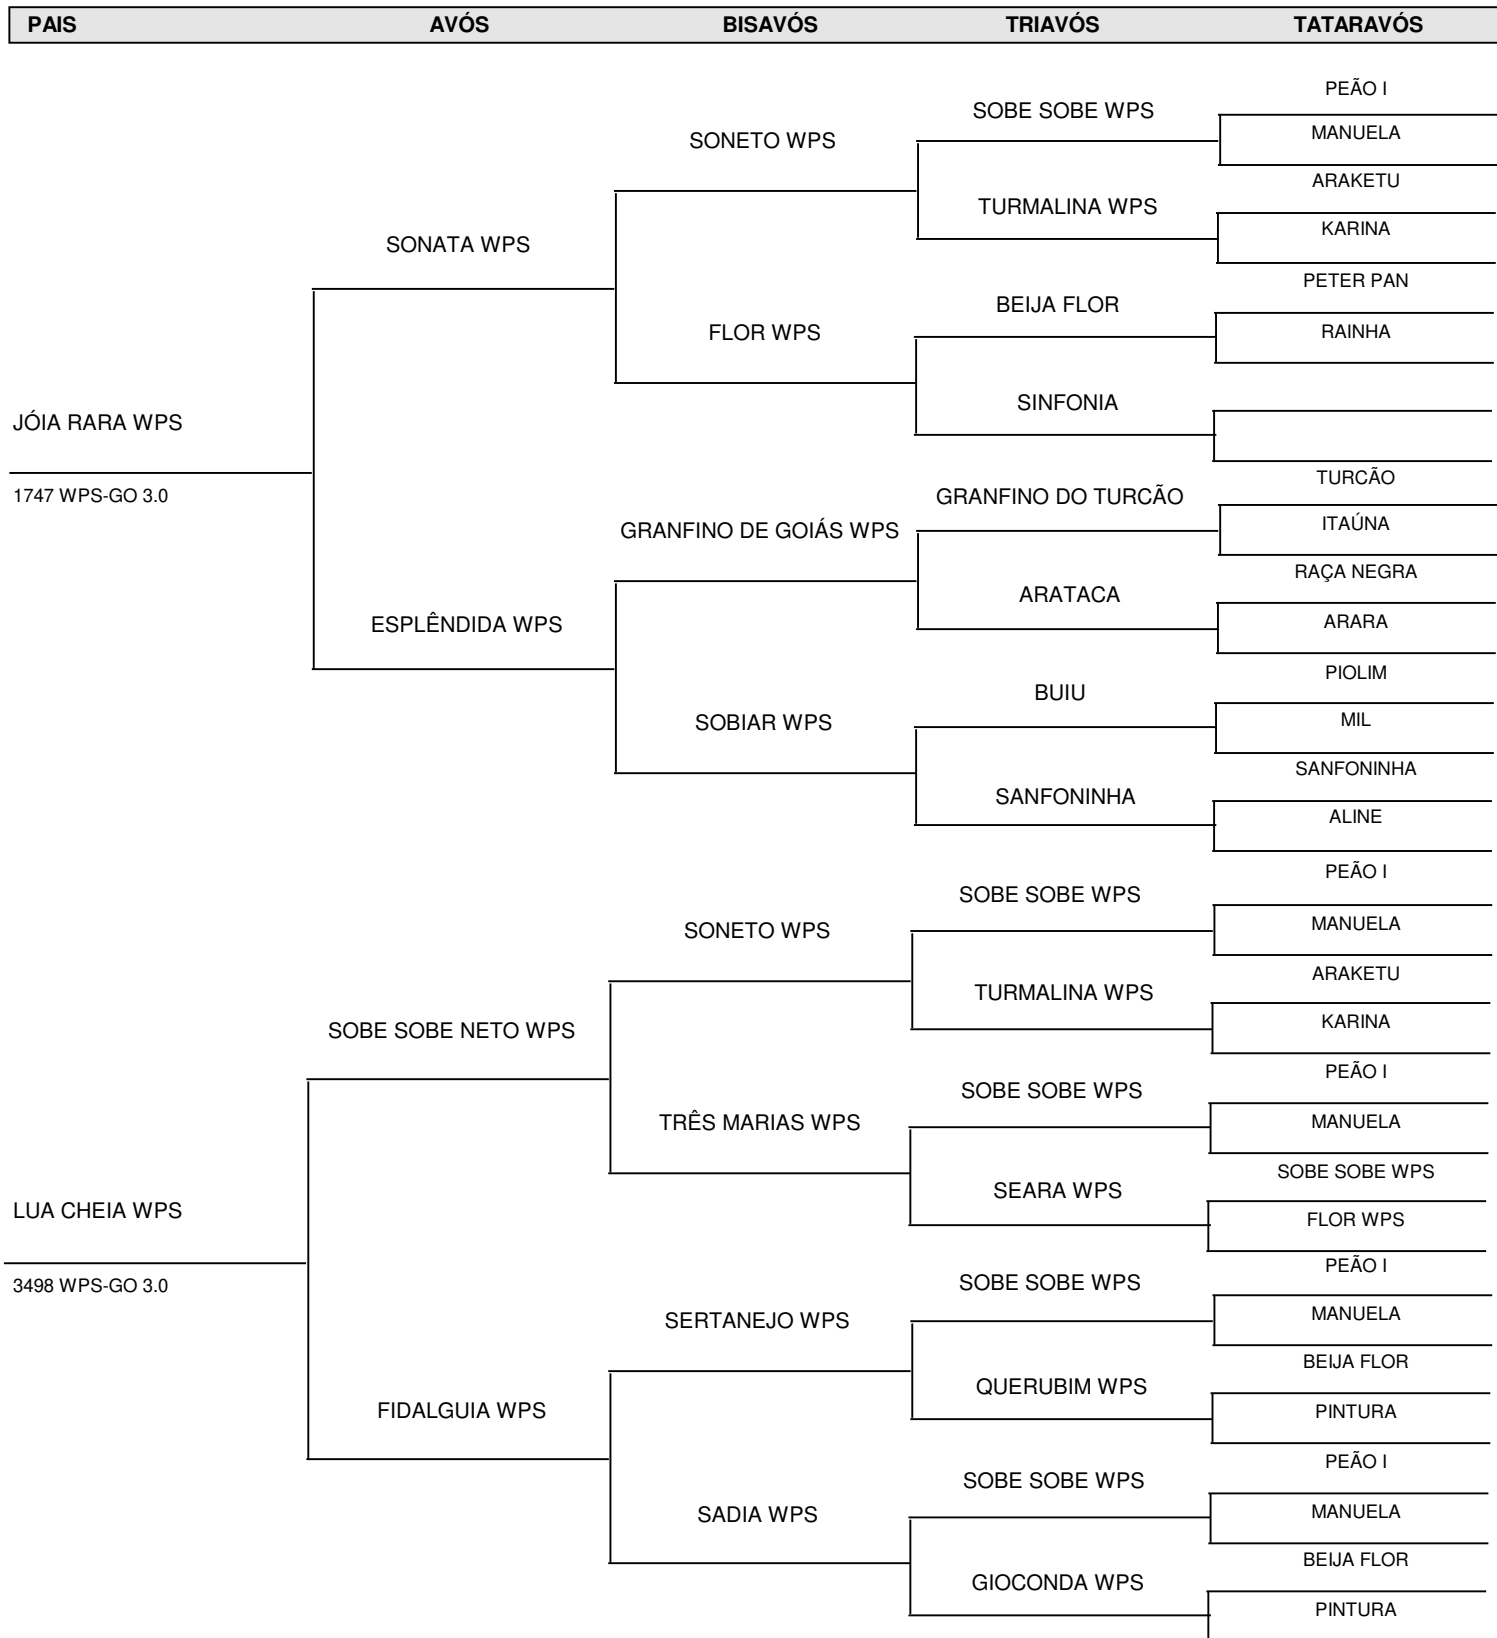 PAIS AVÓS BISAVÓS TRIAVÓS TATARAVÓS
PEÃO I
SOBE SOBE WPS
MANUELA
SONETO WPS
ARAKETU
TURMALINA WPS
KARINA
SONATA WPS
PETER PAN
BEIJA FLOR
RAINHA
FLOR WPS
SINFONIA
JÓIA RARA WPS
TURCÃO
1747 WPS-GO 3.0
GRANFINO DO TURCÃO
ITAÚNA
GRANFINO DE GOIÁS WPS
RAÇA NEGRA
ARATACA
ARARA
ESPLÊNDIDA WPS
PIOLIM
BUIU
MIL
SOBIAR WPS
SANFONINHA
SANFONINHA
ALINE
PEÃO I
SOBE SOBE WPS
MANUELA
SONETO WPS
ARAKETU
TURMALINA WPS
KARINA
SOBE SOBE NETO WPS
PEÃO I
SOBE SOBE WPS
MANUELA
TRÊS MARIAS WPS
SOBE SOBE WPS
SEARA WPS
LUA CHEIA WPS
FLOR WPS
PEÃO I
3498 WPS-GO 3.0
SOBE SOBE WPS
MANUELA
SERTANEJO WPS
BEIJA FLOR
QUERUBIM WPS
PINTURA
FIDALGUIA WPS
PEÃO I
SOBE SOBE WPS
MANUELA
SADIA WPS
BEIJA FLOR
GIOCONDA WPS
PINTURA